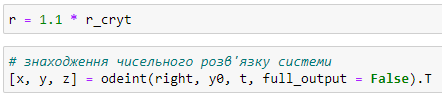 r = 1.1 * r_cryt
# знаходження чисельного розв'язку системи
[x, y, z] = odeint(right, y0, t, full_output = False).T